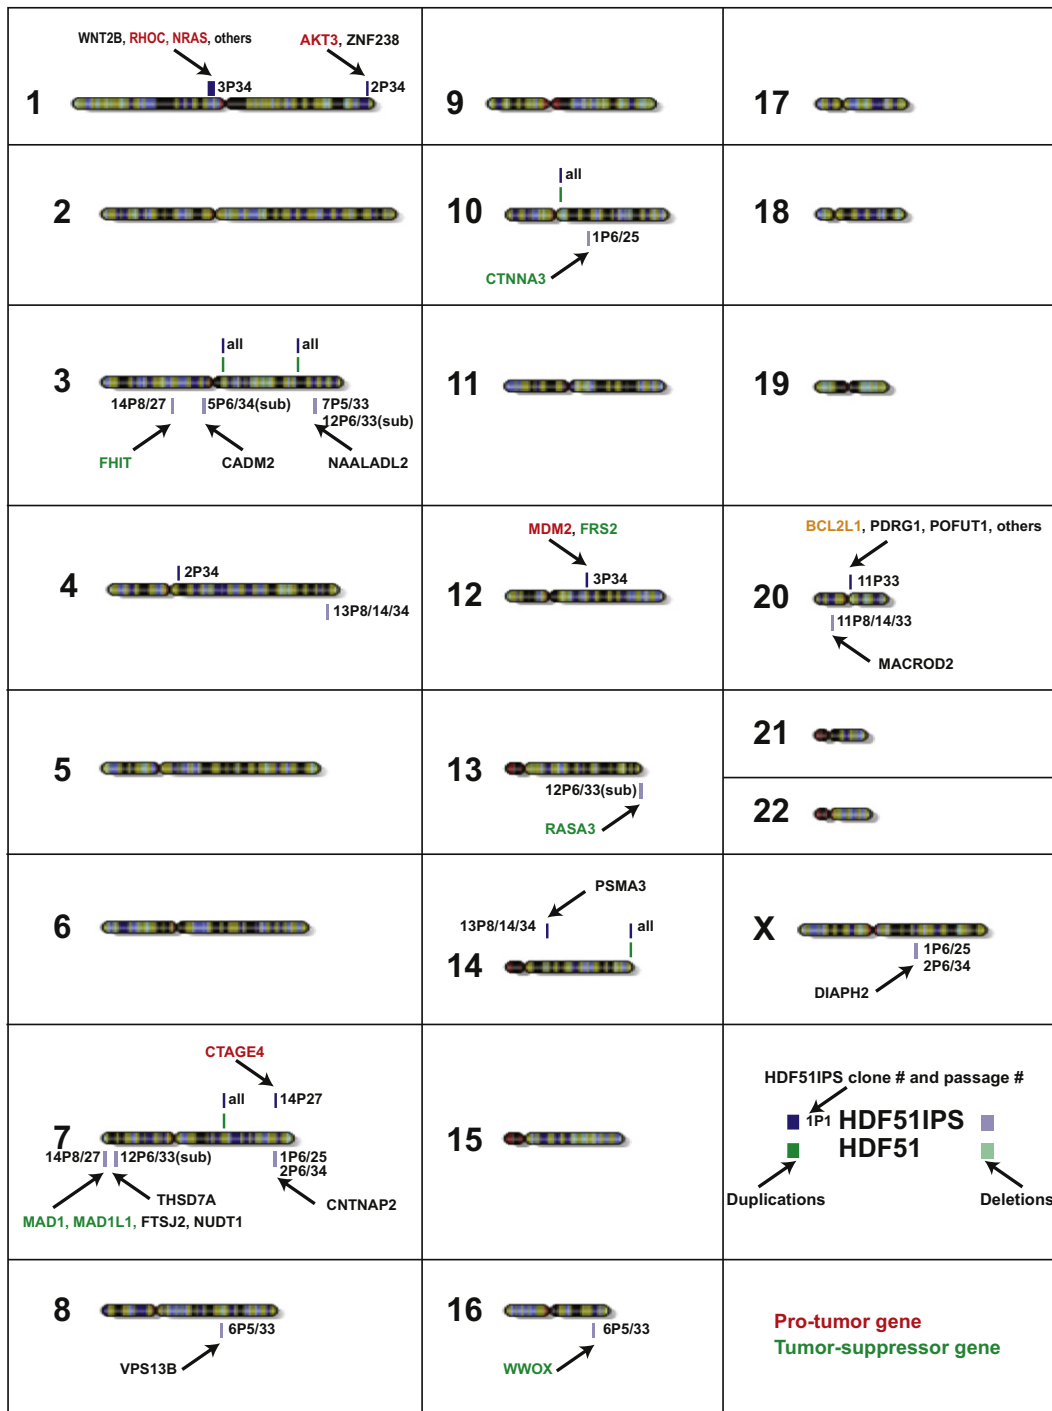 WNT2B, RHOC, NRAS, others
AKT3, ZNF238
3P34
2P34
1
2
all
all
3
14P8/27
5P6/34(sub)
7P5/33
12P6/33(sub)
FHIT
CADM2
NAALADL2
2P34
4
13P8/14/34
5
6
CTAGE4
all
14P27
7
14P8/27
12P6/33(sub)
1P6/25
2P6/34
THSD7A
CNTNAP2
MAD1, MAD1L1, FTSJ2, NUDT1
8
6P5/33
VPS13B
9
all
10
1P6/25
CTNNA3
11
MDM2, FRS2
3P34
12
13
12P6/33(sub)
RASA3
PSMA3
13P8/14/34
all
14
15
16
6P5/33
WWOX
17
18
19
BCL2L1, PDRG1, POFUT1, others
11P33
20
11P8/14/33
MACROD2
21
22
X
1P6/25
2P6/34
DIAPH2
HDF51IPS clone # and passage #
1P1 HDF51IPS
HDF51
Duplications
Deletions
Pro-tumor gene
Tumor-suppressor gene